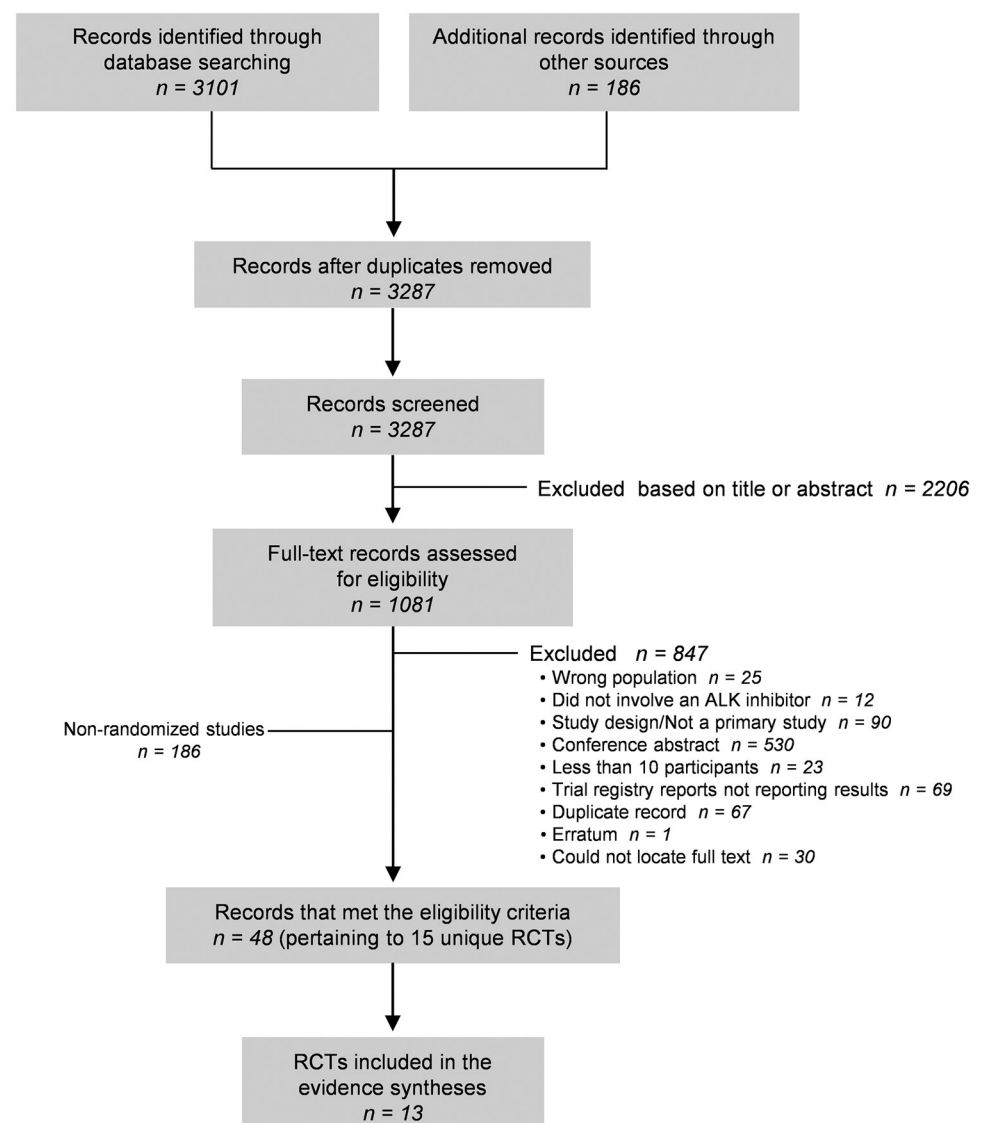 Records identified through
database searching
n = 3101
Additional records identified through
other sources
n = 186
Records after duplicates removed
n = 3287
Records screened
n = 3287
Excluded based on title or abstract n = 2206
Full-text records assessed
for eligibility
n = 1081
Excluded n = 847
• Wrong population n = 25
• Did not involve an ALK inhibitor n = 12
• Study design/Not a primary study n = 90
• Conference abstract n = 530
• Less than 10 participants n = 23
• Trial registry reports not reporting results n = 69
• Duplicate record n = 67
• Erratum n = 1
• Could not locate full text n = 30
Non-randomized studies
n = 186
Records that met the eligibility criteria
n = 48 (pertaining to 15 unique RCTs)
RCTs included in the
evidence syntheses
n = 13